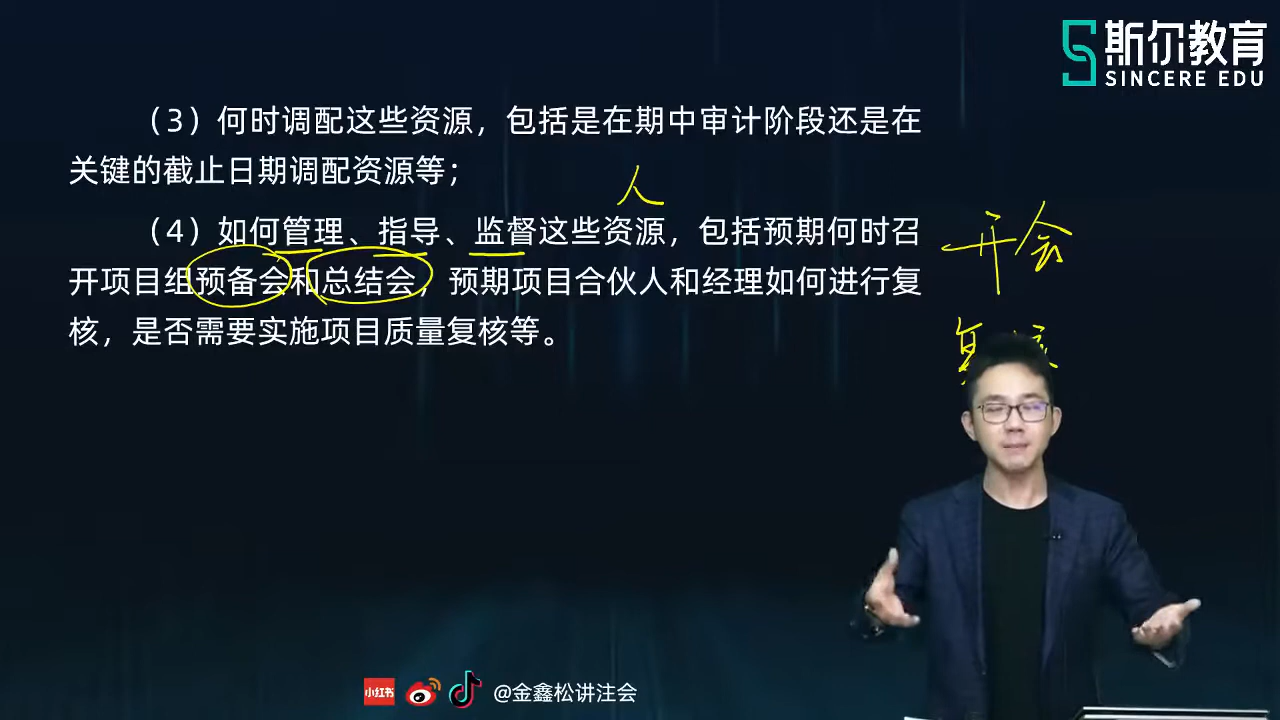 斯尔教育
SINCERE EDU
（3）何时调配这些资源，包括是在期中审计阶段还是在
关键的截止日期调配资源等；
人
（4）如何管理、指导、监督这些资源，包括预期何时召
开项目组预备会和总结会，预期项目合伙人和经理如何进行复
核，是否需要实施项目质量复核等。
开会
小红书
@金鑫松讲注会